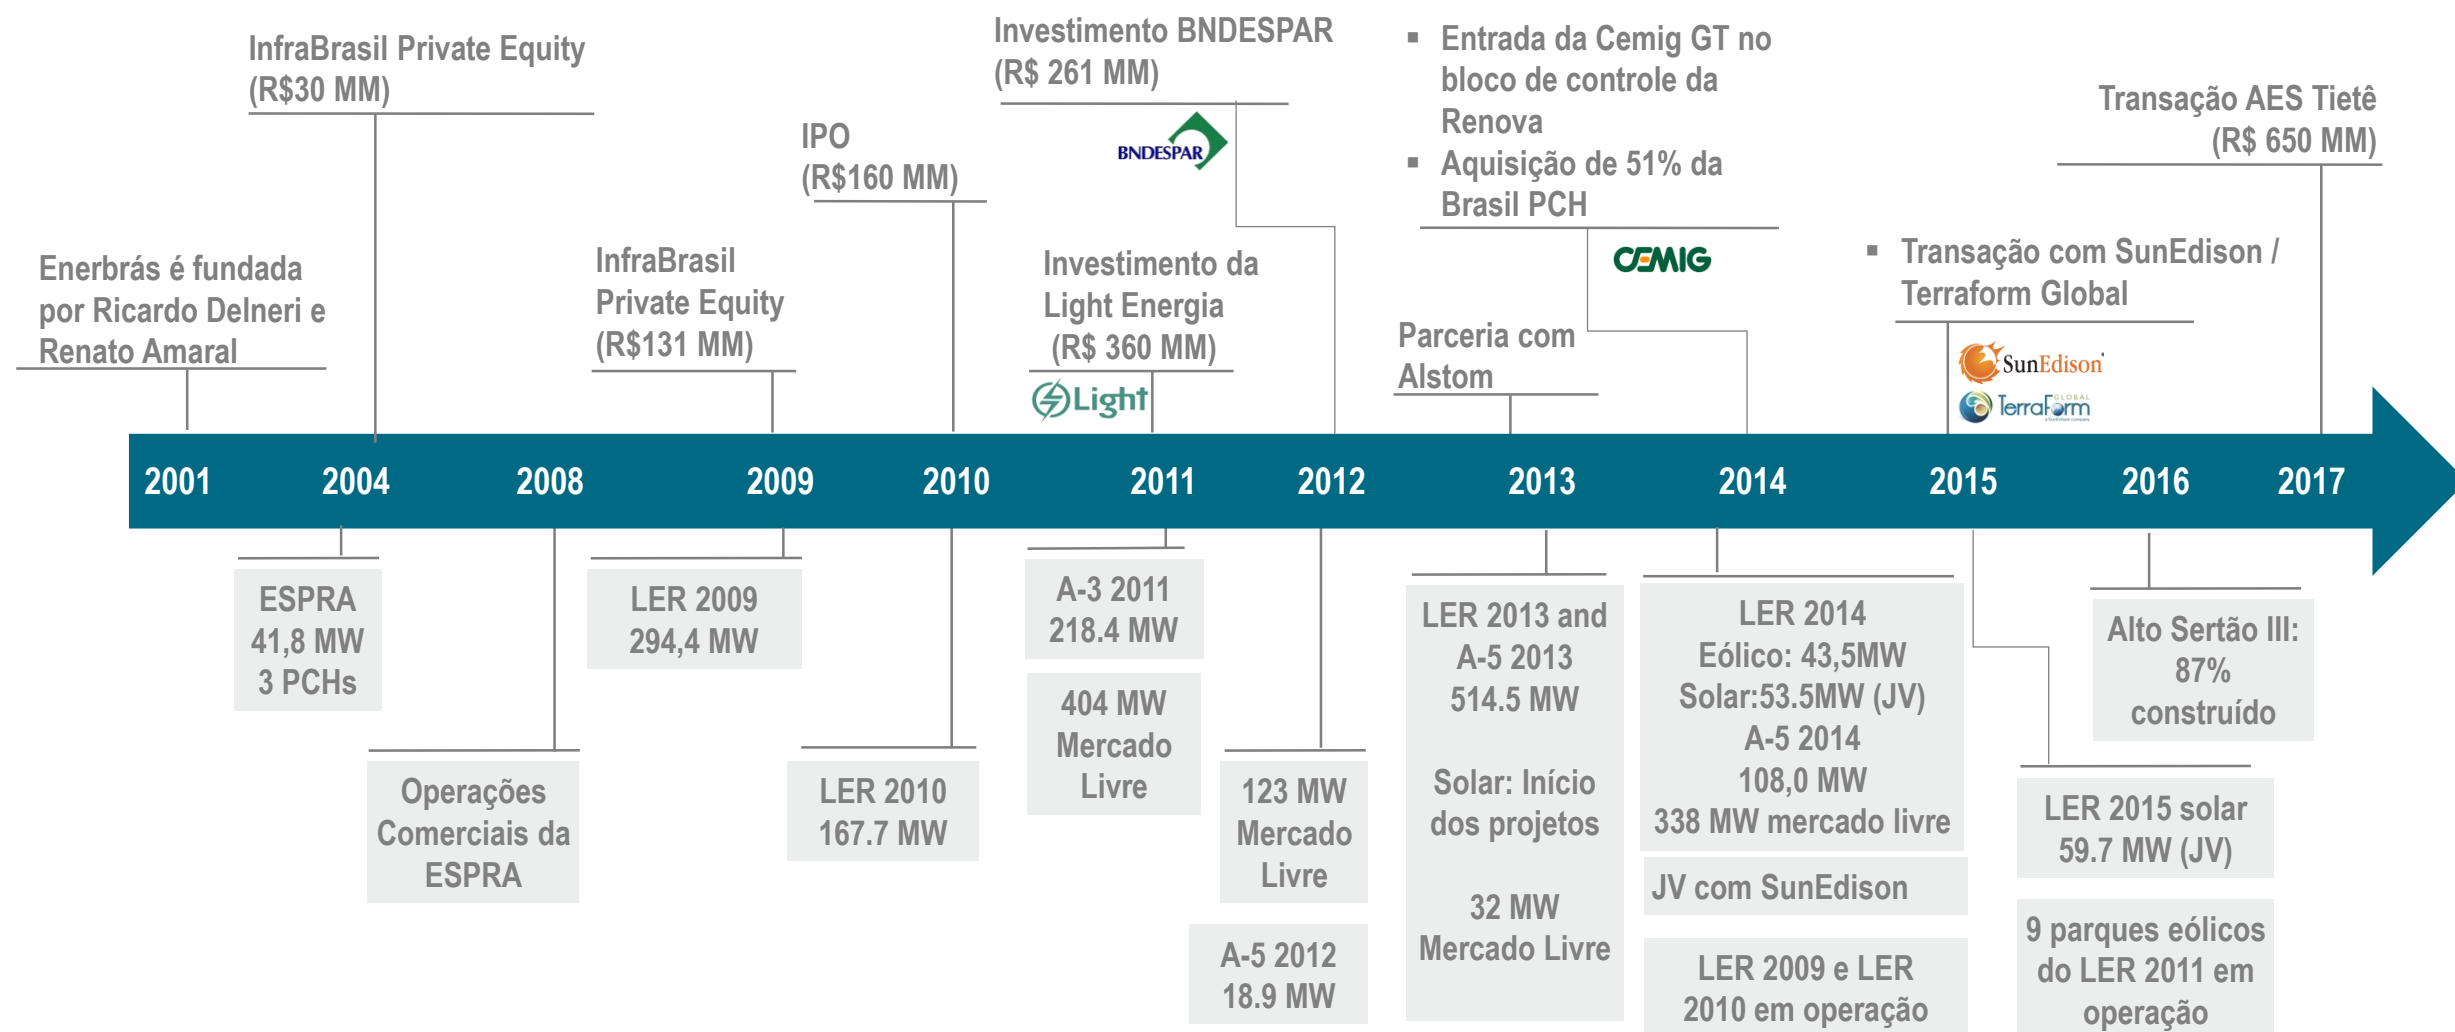 InfraBrasil Private Equity
(R$30 MM)
Investimento BNDESPAR
(R$ 261 MM)
BNDESPAR
▪ Entrada da Cemig GT no
bloco de controle da
Renova
▪ Aquisição de 51% da
Brasil PCH
CEMIG
Transação AES Tietê
(R$ 650 MM)
IPO
(R$160 MM)
Enerbrás é fundada
por Ricardo Delneri e
Renato Amaral
InfraBrasil
Private Equity
(R$131 MM)
Investimento da
Light Energia
(R$ 360 MM)
Light
Parceria com
Alstom
▪ Transação com SunEdison /
Terraform Global
SunEdison
GLOBAL
TerraForm
2001 2004 2008 2009 2010 2011 2012 2013 2014 2015 2016 2017
ESPRA
41,8 MW
3 PCHs
Operações
Comerciais da
ESPRA
LER 2009
294,4 MW
LER 2010
167.7 MW
A-3 2011
218.4 MW
404 MW
Mercado
Livre
123 MW
Mercado
Livre
A-5 2012
18.9 MW
LER 2013 and
A-5 2013
514.5 MW
Solar: Início
dos projetos
32 MW
Mercado Livre
LER 2014
Eólico: 43,5MW
Solar:53.5MW (JV)
A-5 2014
108,0 MW
338 MW mercado livre
JV com SunEdison
LER 2009 e LER
2010 em operação
LER 2015 solar
59.7 MW (JV)
9 parques eólicos
do LER 2011 em
operação
Alto Sertão III:
87%
construído